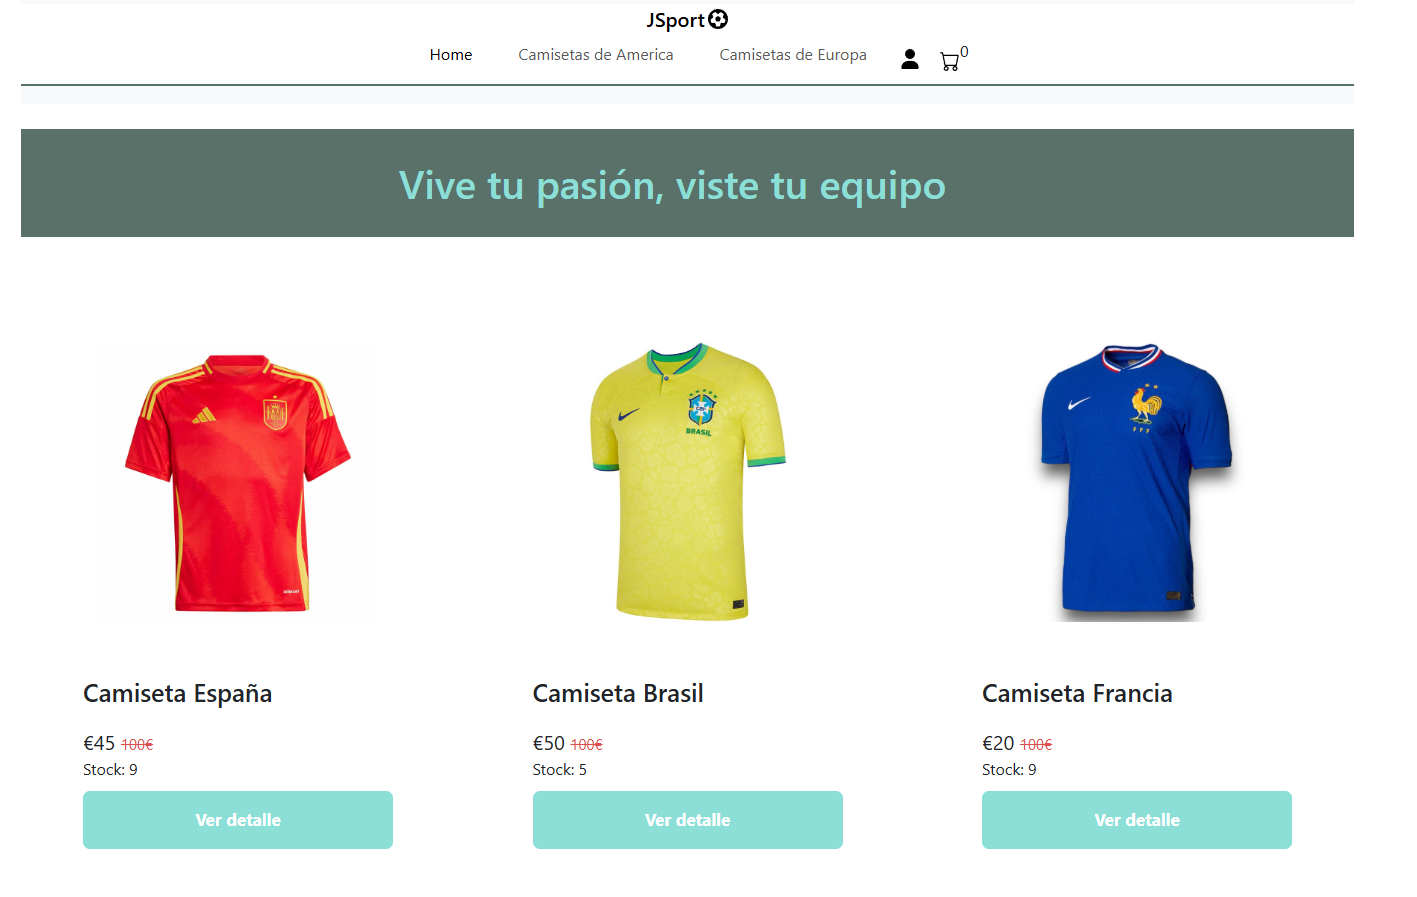 JSport
Home Camisetas de America Camisetas de Europa 0
Vive tu pasión, viste tu equipo
BRASIL
FFF
Camiseta España Camiseta Brasil Camiseta Francia
€45 100€ €50 100€ €20 100€
Stock: 9 Stock: 5 Stock: 9
Ver detalle Ver detalle Ver detalle